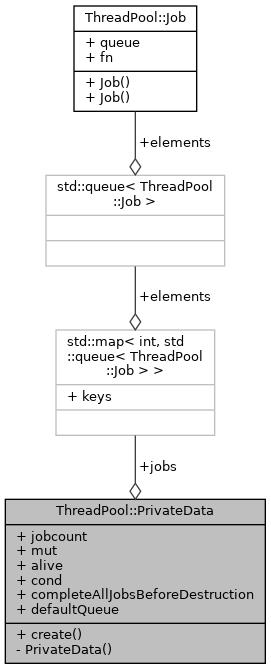 ThreadPool::Job
+ queue
+ fn
+ Job()
+ Job()
+elements
std::queue< ThreadPool
::Job >
+elements
std::map< int, std
::queue< ThreadPool
::Job > >
+ keys
+jobs
ThreadPool::PrivateData
+ jobcount
+ mut
+ alive
+ cond
+ completeAllJobsBeforeDestruction
+ defaultQueue
+ create()
- PrivateData()